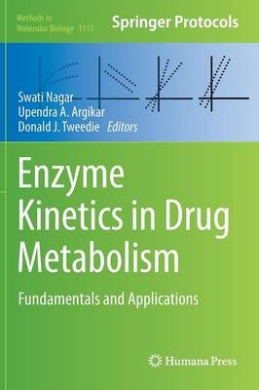 Methods in
Molecular Biology 1113
Springer Protocols
Swati Nagar
Upendra A. Argikar
Donald J. Tweedie Editors
Enzyme
Kinetics in Drug
Metabolism
Fundamentals and Applications
Humana Press